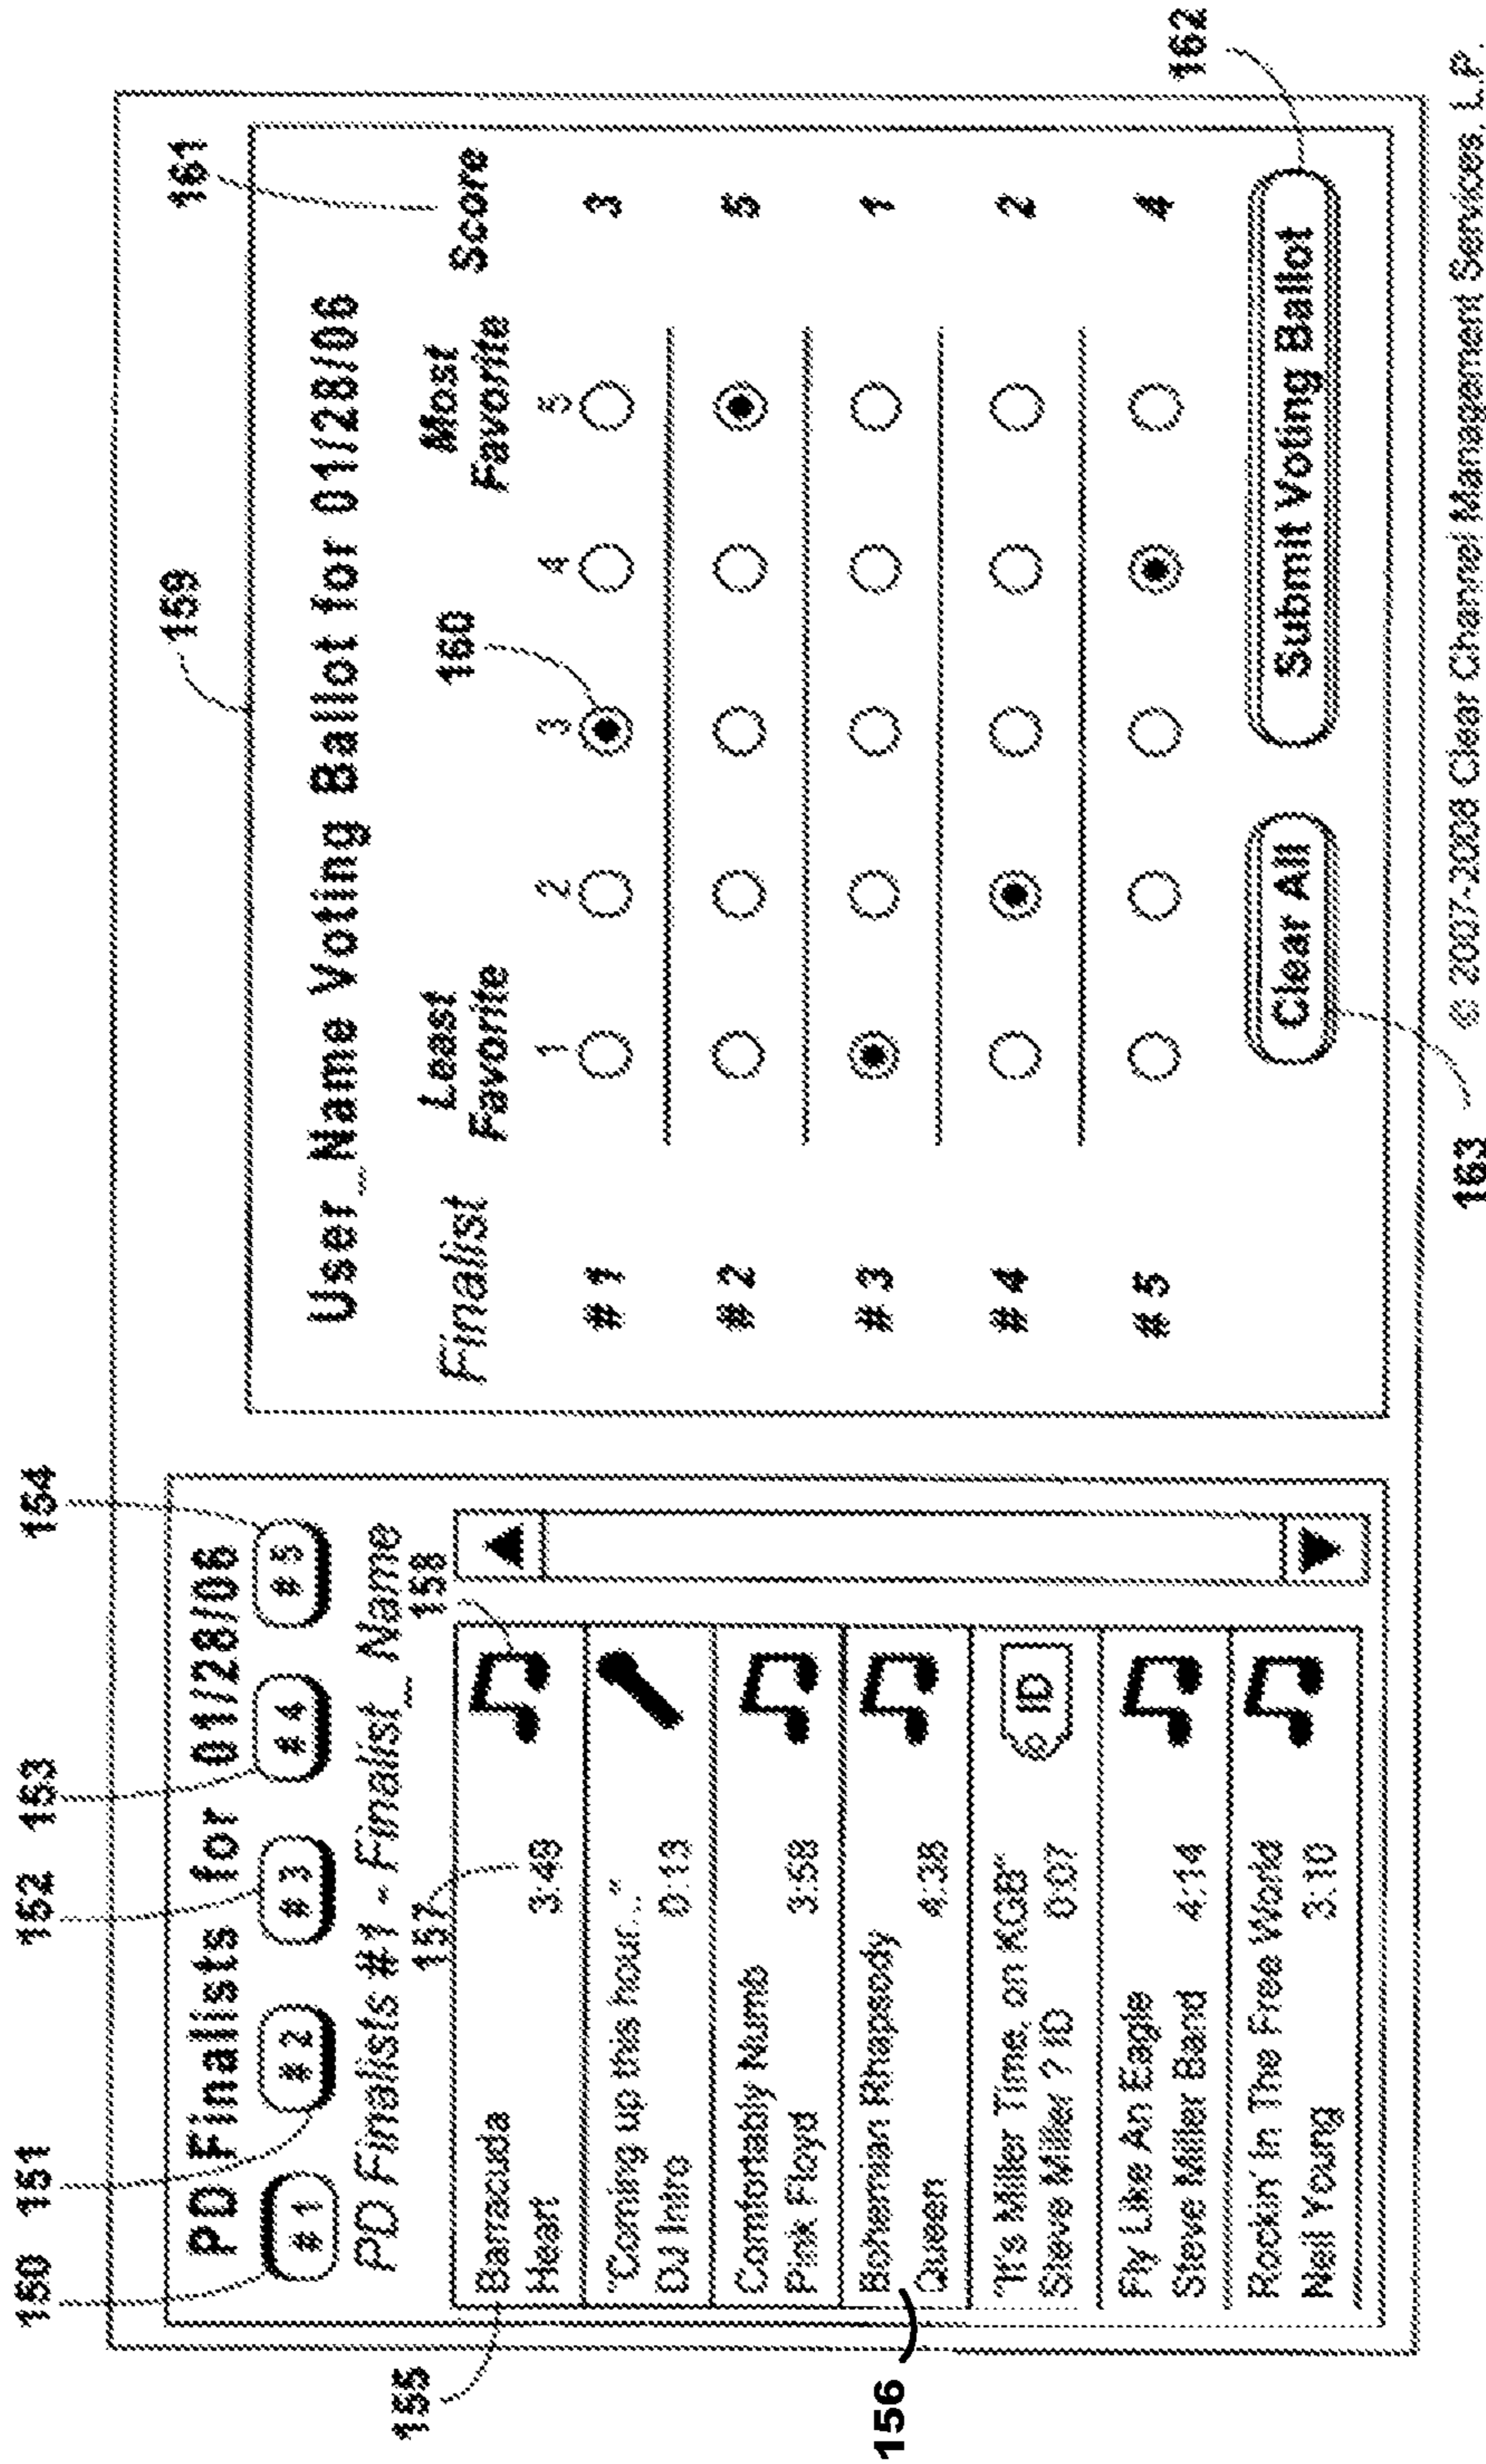 150 151 152 153 154
PD Finalists for 01/28/06
# 1 # 2 # 3 # 4 # 5
PD Finalists #1 - Finalist_Name
155
156
157
158
Barracuda
Heart 3:49
"Coming up this hour..."
DJ Intro 0:13
Comfortably Numb
Pink Floyd 3:58
Bohemian Rhapsody
Queen 4:38
"It's Miller Time, on KGB"
Steve Miller ? ID 0:07
ID
Fly Like An Eagle
Steve Miller Band 4:14
Rockin' In The Free World
Neil Young 3:10
159
User_Name Voting Ballot for 01/28/06
160
161
Finalist Least Favorite Most Favorite Score
1 2 3 4 5
# 1 3
# 2 5
# 3 1
# 4 2
# 5 4
Clear All Submit Voting Ballot
162
163
© 2007-2008 Clear Channel Management Services, L.P.